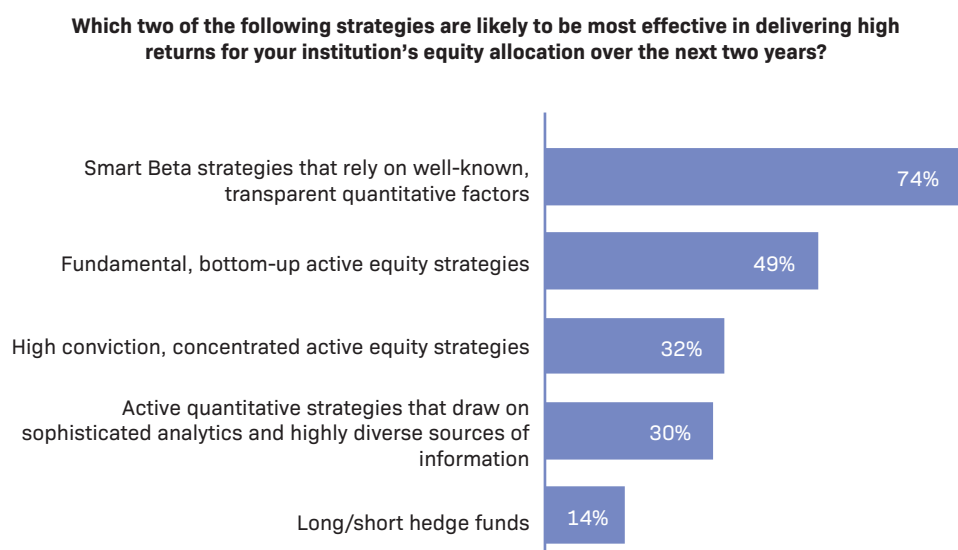 Which two of the following strategies are likely to be most effective in delivering high
returns for your institution’s equity allocation over the next two years?
Smart Beta strategies that rely on well-known,
transparent quantitative factors
74%
Fundamental, bottom-up active equity strategies
49%
High conviction, concentrated active equity strategies
32%
Active quantitative strategies that draw on
sophisticated analytics and highly diverse sources of
information
30%
Long/short hedge funds
14%